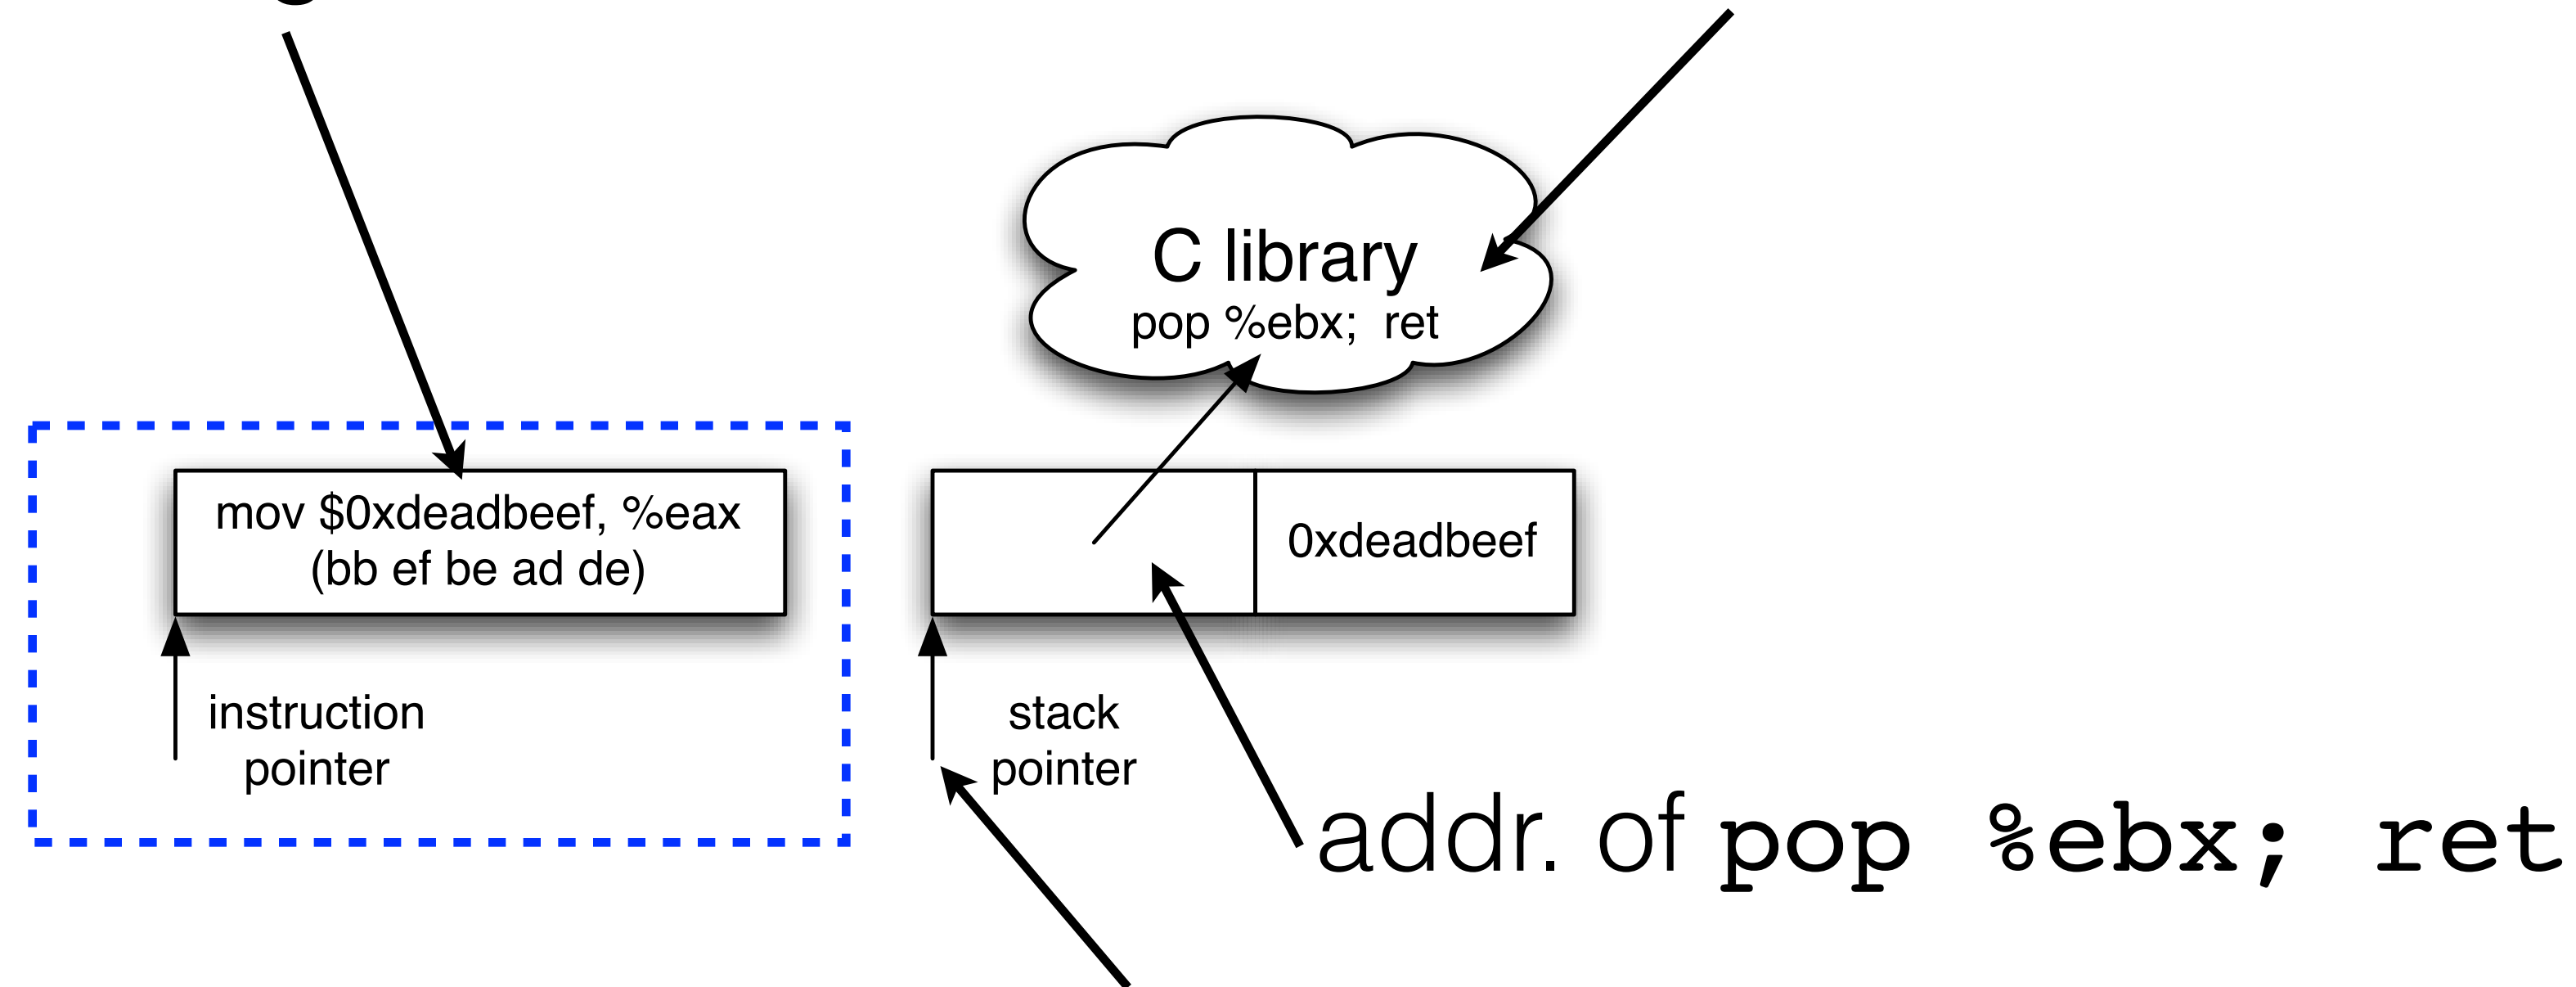 C library
pop %ebx; ret
mov $0xdeadbeef, %eax
(bb ef be ad de)
0xdeadbeef
instruction
pointer
stack
pointer
addr. of pop %ebx; ret